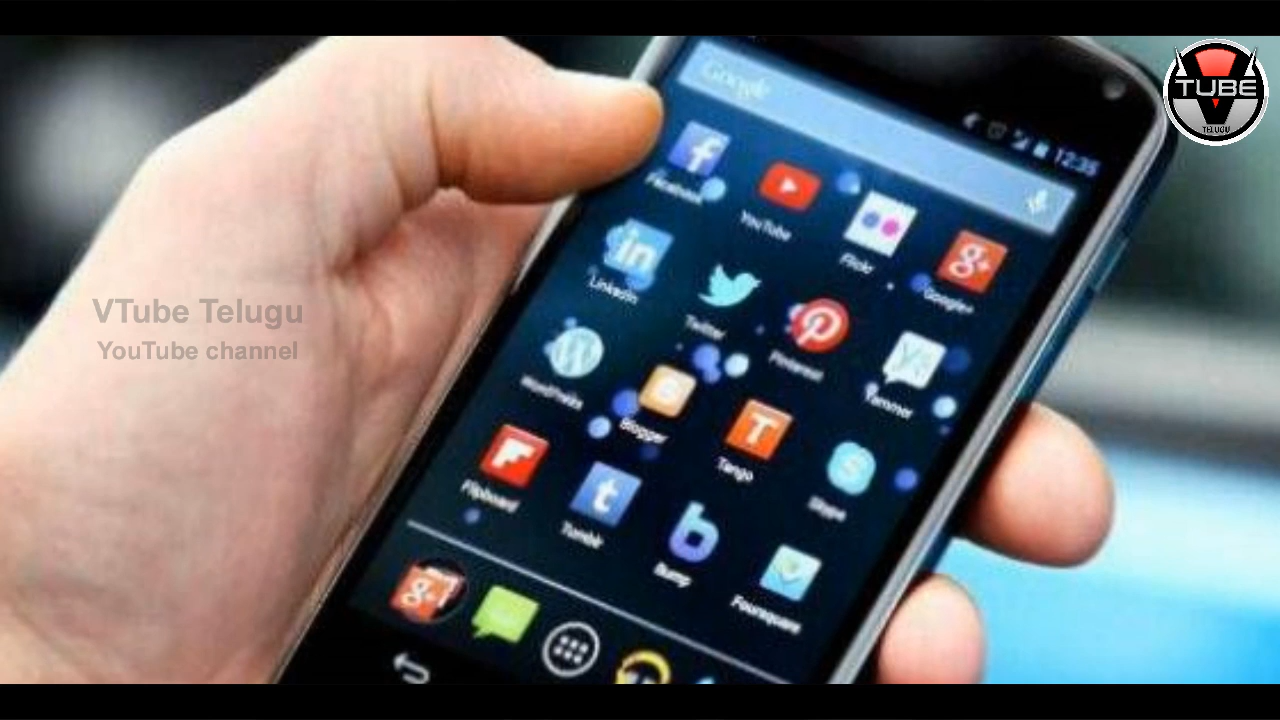 Google
12:35
Facebook
YouTube
Flickr
Google+
LinkedIn
Twitter
Pinterest
Yammer
WordPress
Blogger
Tango
Skype
Flipboard
Tumblr
Bump
Foursquare
TUBE
TELUGU
VTube Telugu
YouTube channel